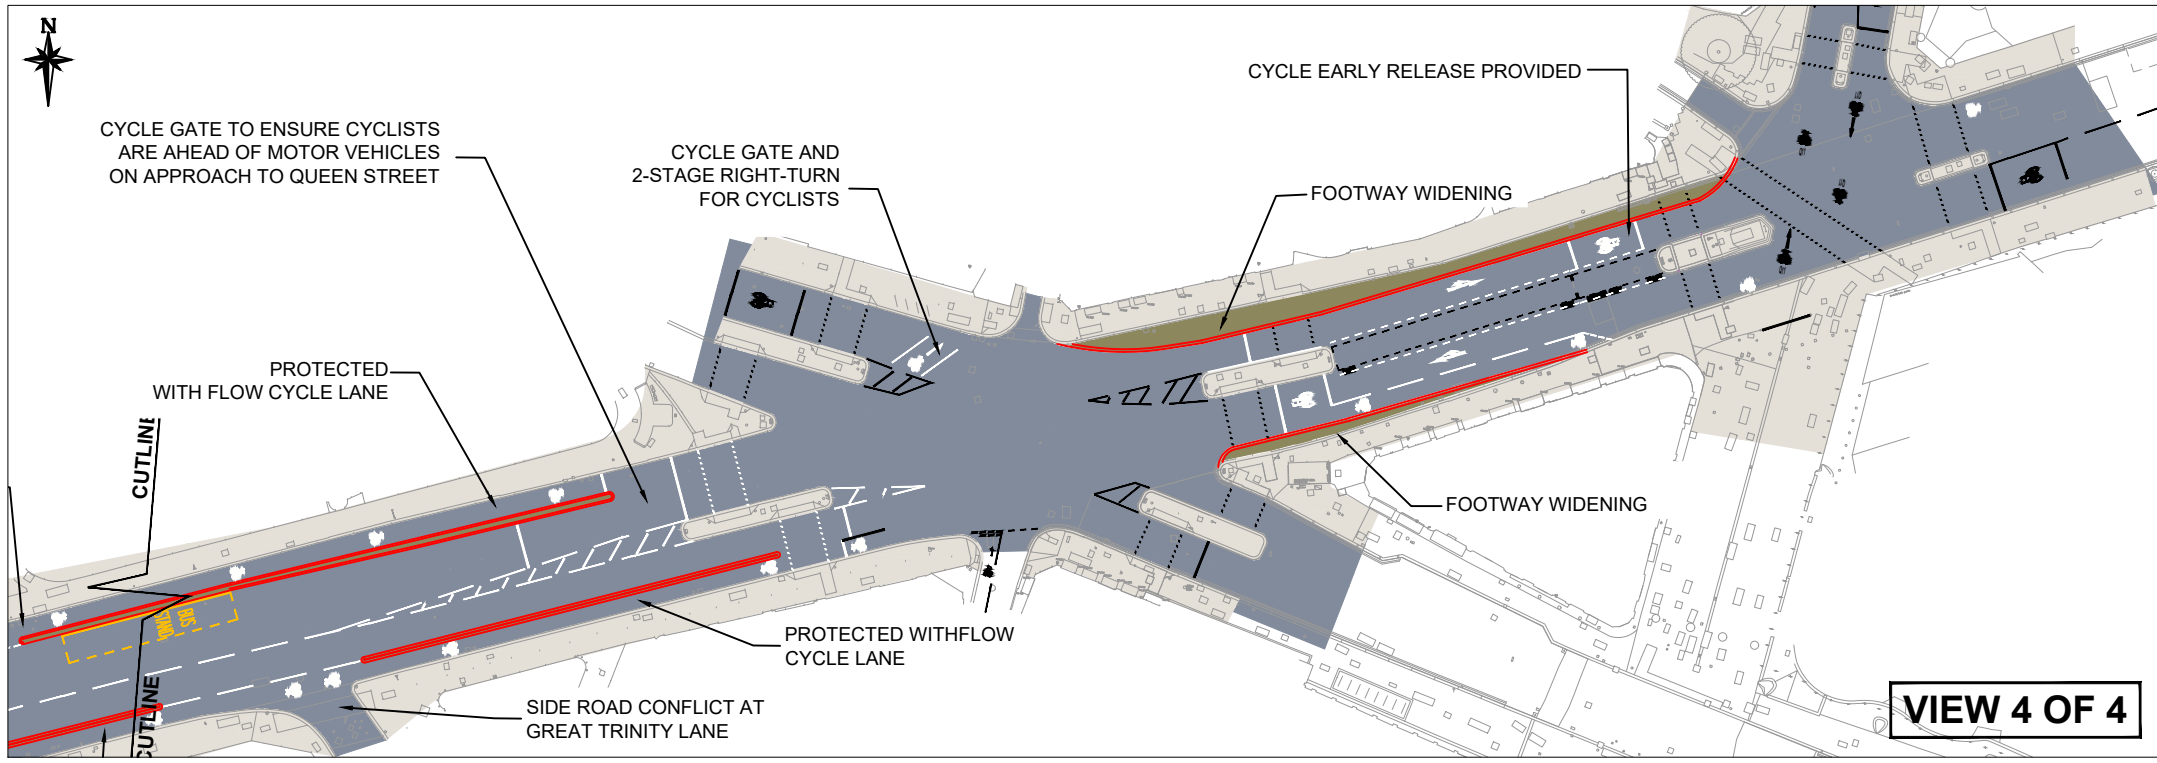 N
CYCLE EARLY RELEASE PROVIDED
CYCLE GATE TO ENSURE CYCLISTS
ARE AHEAD OF MOTOR VEHICLES
ON APPROACH TO QUEEN STREET
CYCLE GATE AND
2-STAGE RIGHT-TURN
FOR CYCLISTS
FOOTWAY WIDENING
PROTECTED
WITH FLOW CYCLE LANE
CUTLINE
FOOTWAY WIDENING
BUS
STAND
PROTECTED WITHFLOW
CYCLE LANE
CUTLINE
SIDE ROAD CONFLICT AT
GREAT TRINITY LANE
VIEW 4 OF 4